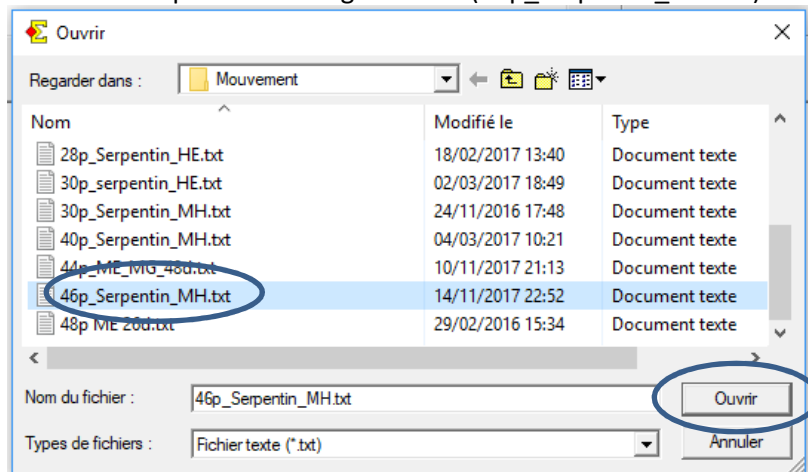 Ouvrir
Regarder dans : Mouvement
Nom Modifié le Type
28p_Serpentin_HE.txt 18/02/2017 13:40 Document texte
30p_serpentin_HE.txt 02/03/2017 18:49 Document texte
30p_Serpentin_MH.txt 24/11/2016 17:48 Document texte
40p_Serpentin_MH.txt 04/03/2017 10:21 Document texte
44p_ME_MG_48d.txt 10/11/2017 21:13 Document texte
46p_Serpentin_MH.txt 14/11/2017 22:52 Document texte
48p ME 26d.txt 29/02/2016 15:34 Document texte
Nom du fichier : 46p_Serpentin_MH.txt Ouvrir
Types de fichiers : Fichier texte (*.txt) Annuler